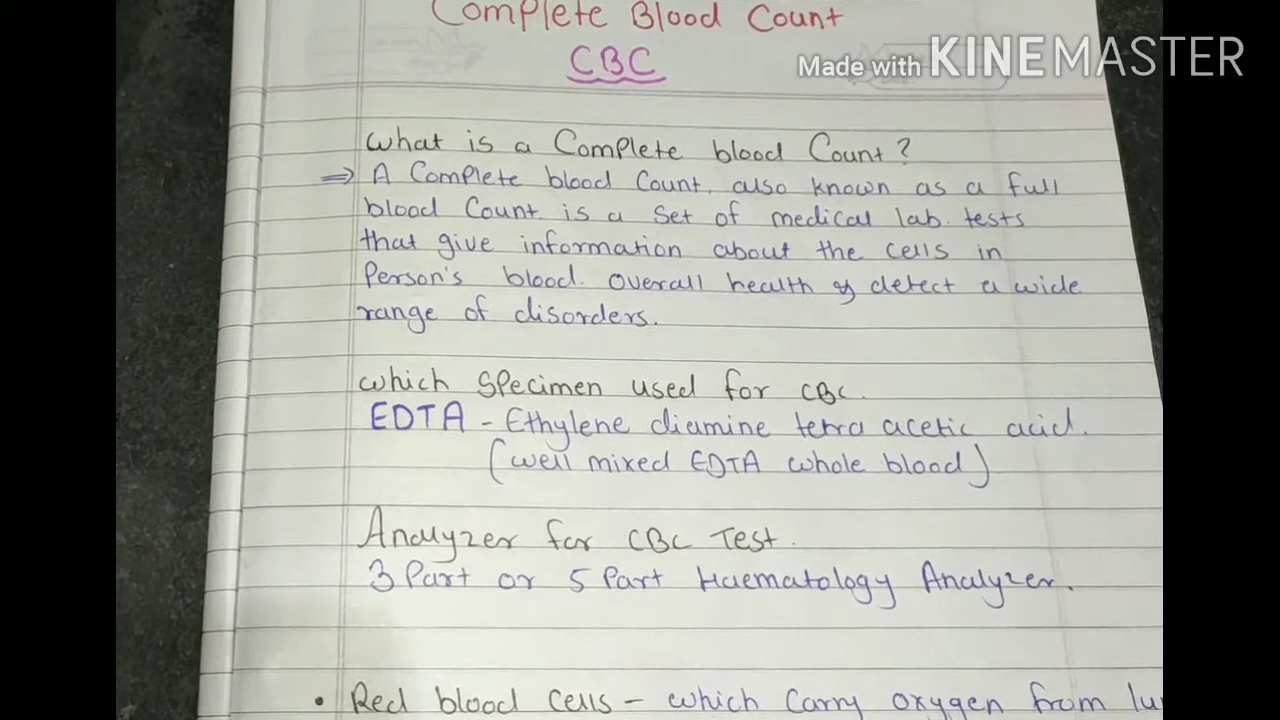 Complete Blood Count
CBC
Made with KINEMASTER
What is a Complete blood Count?
⇒ A Complete blood Count, also known as a full
blood Count is a set of medical lab. tests
that give information about the cells in
Person's blood. Overall health & detect a wide
range of disorders.
Which Specimen used for CBC.
EDTA - Ethylene diamine tetra acetic acid.
(well mixed EDTA whole blood)
Analyzer for CBC Test.
3 Part or 5 Part Haematology Analyzer.
• Red blood cells - which carry oxygen from